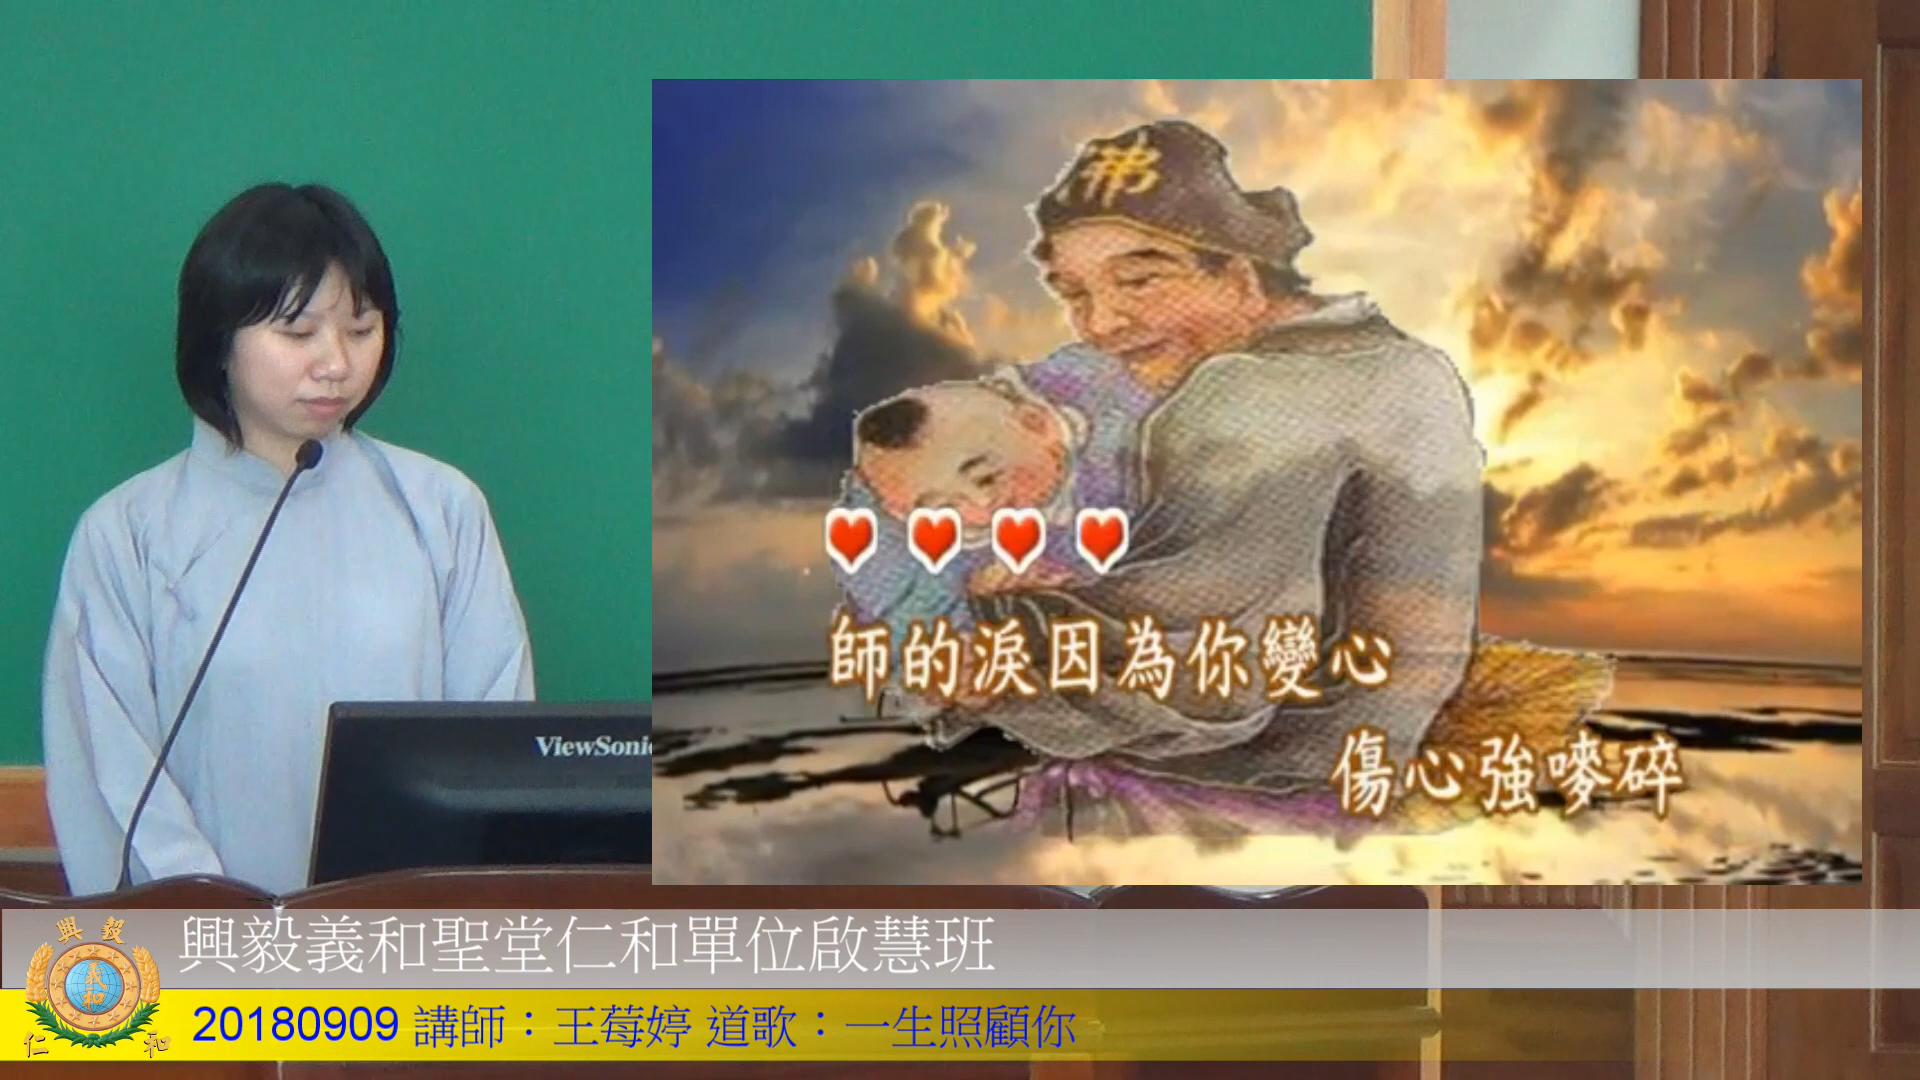 佛
師的淚因為你變心
傷心強嘜碎
ViewSonic
興毅義和聖堂仁和單位啟慧班
興毅
義和
仁和
20180909 講師：王莓婷 道歌：一生照顧你